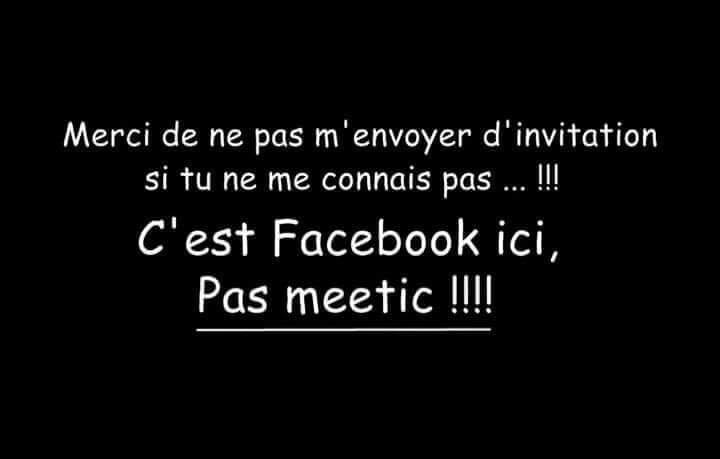 Merci de ne pas m'envoyer d'invitation
si tu ne me connais pas ... !!!
C'est Facebook ici,
Pas meetic !!!!